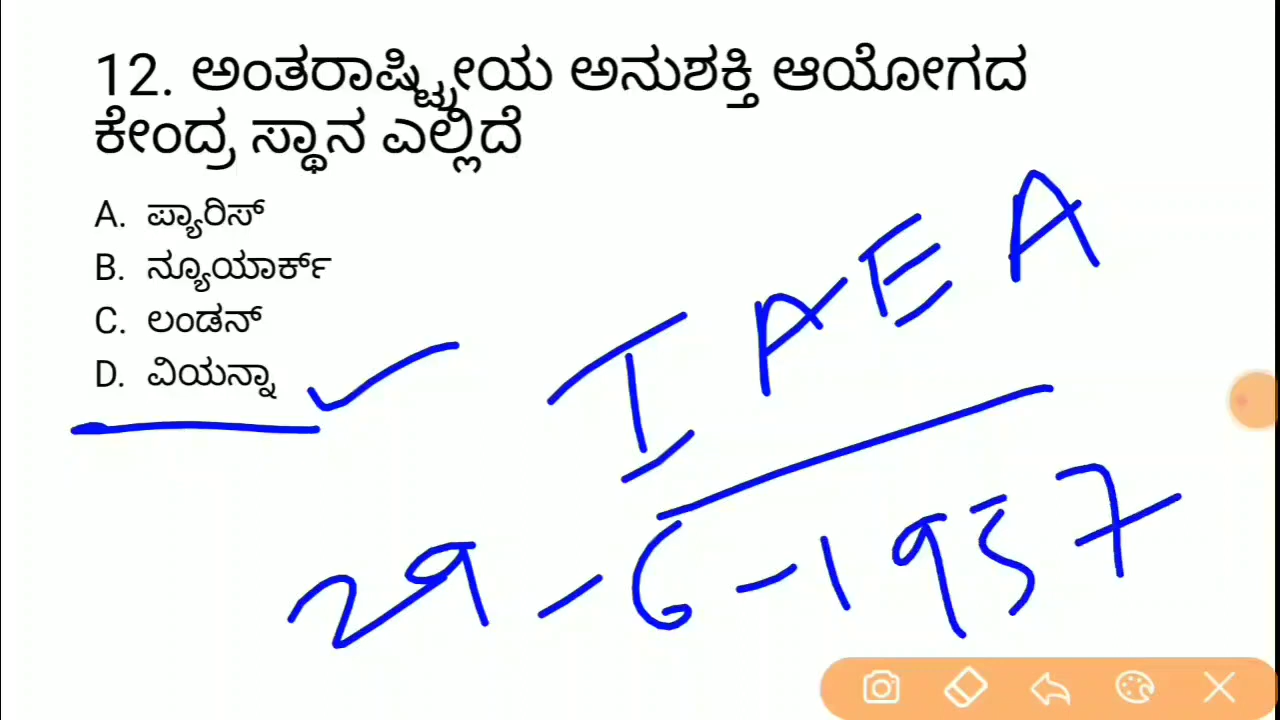 12. ಅಂತರಾಷ್ಟ್ರೀಯ ಅನುಶಕ್ತಿ ಆಯೋಗದ
ಕೇಂದ್ರ ಸ್ಥಾನ ಎಲ್ಲಿದೆ
A. ಪ್ಯಾರಿಸ್
B. ನ್ಯೂಯಾರ್ಕ್
C. ಲಂಡನ್
D. ವಿಯನ್ನಾ
IAEA
29-6-1957